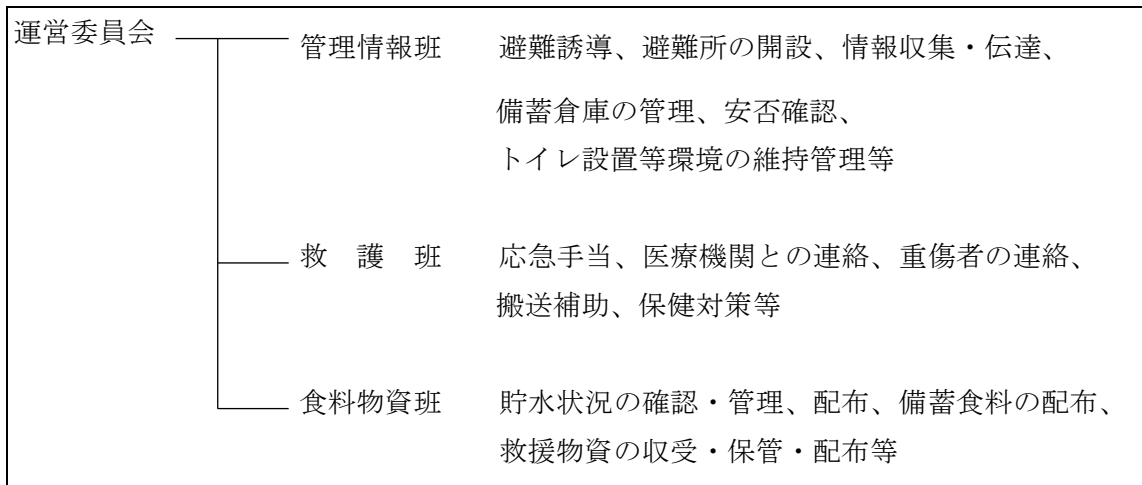 運営委員会
管理情報班 避難誘導、避難所の開設、情報収集・伝達、
備蓄倉庫の管理、安否確認、
トイレ設置等環境の維持管理等
救護班 応急手当、医療機関との連絡、重傷者の連絡、
搬送補助、保健対策等
食料物資班 貯水状況の確認・管理、配布、備蓄食料の配布、
救援物資の収受・保管・配布等